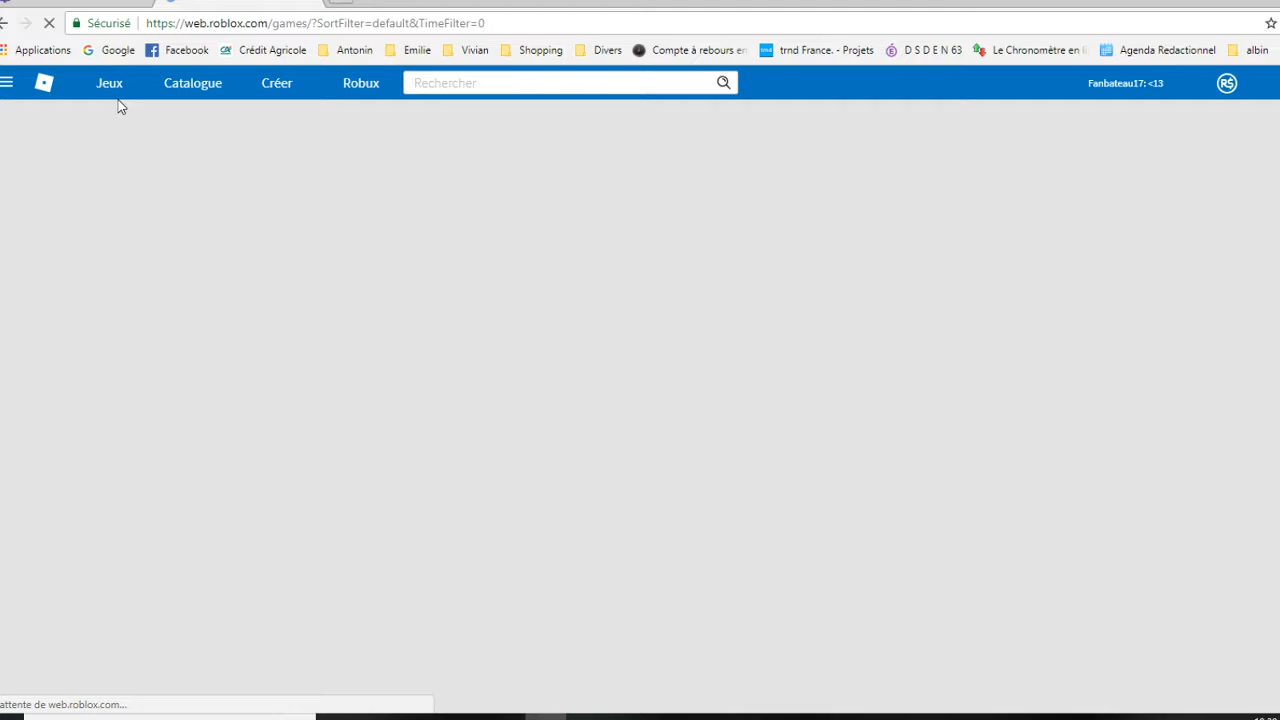 Sécurisé https://web.roblox.com/games/?SortFilter=default&TimeFilter=0
Applications Google Facebook Crédit Agricole Antonin Emilie Vivian Shopping Divers Compte à rebours en trnd France. - Projets D S D E N 63 Le Chronomètre en li Agenda Redactionnel albin
Jeux Catalogue Créer Robux Rechercher Fanbateau17: <13 R$
attente de web.roblox.com...